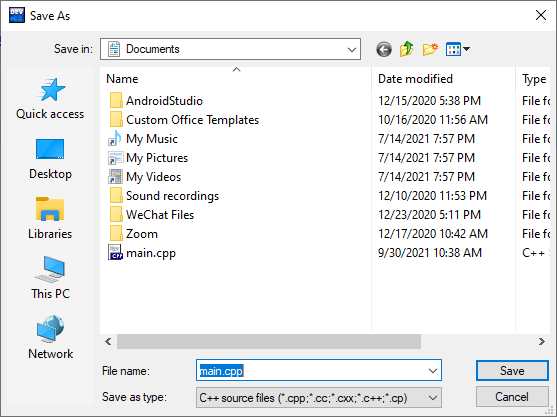 Save As
Save in: Documents
Name Date modified Type
AndroidStudio 12/15/2020 5:38 PM File fo
Custom Office Templates 10/16/2020 11:56 AM File fo
My Music 7/14/2021 7:57 PM File fo
My Pictures 7/14/2021 7:57 PM File fo
My Videos 7/14/2021 7:57 PM File fo
Sound recordings 12/10/2020 11:53 PM File fo
WeChat Files 12/23/2020 5:11 PM File fo
Zoom 12/17/2020 10:42 AM File fo
main.cpp 9/30/2021 10:38 AM C++ S
Quick access
Desktop
Libraries
This PC
Network
File name: main.cpp Save
Save as type: C++ source files (*.cpp;*.cc;*.cxx;*.c++;*.cp) Cancel